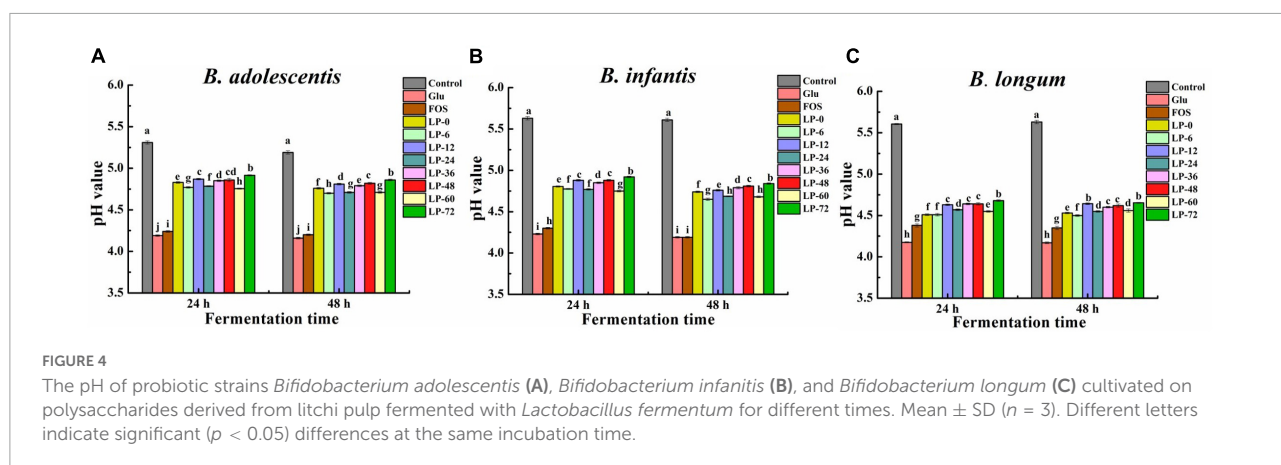 A
B. adolescentis
pH value
6.0
5.5
5.0
4.5
4.0
3.5
a
j
i
e
g
c
f
d
cd
h
b
a
j
i
f
h
d
g
e
c
g
b
24 h
48 h
Fermentation time
Control
Glu
FOS
LP-0
LP-6
LP-12
LP-24
LP-36
LP-48
LP-60
LP-72
B
B. infantis
pH value
6.0
5.5
5.0
4.5
4.0
3.5
a
i
h
e
f
c
f
d
c
g
b
a
i
i
e
g
e
f
d
c
h
b
24 h
48 h
Fermentation time
Control
Glu
FOS
LP-0
LP-6
LP-12
LP-24
LP-36
LP-48
LP-60
LP-72
C
B. longum
pH value
6.0
5.5
5.0
4.5
4.0
3.5
a
h
g
f
f
c
d
c
c
e
b
a
h
g
e
f
b
d
c
c
d
b
24 h
48 h
Fermentation time
Control
Glu
FOS
LP-0
LP-6
LP-12
LP-24
LP-36
LP-48
LP-60
LP-72
FIGURE 4
The pH of probiotic strains Bifidobacterium adolescentis (A), Bifidobacterium infanitis (B), and Bifidobacterium longum (C) cultivated on
polysaccharides derived from litchi pulp fermented with Lactobacillus fermentum for different times. Mean ± SD (n = 3). Different letters
indicate significant (p < 0.05) differences at the same incubation time.